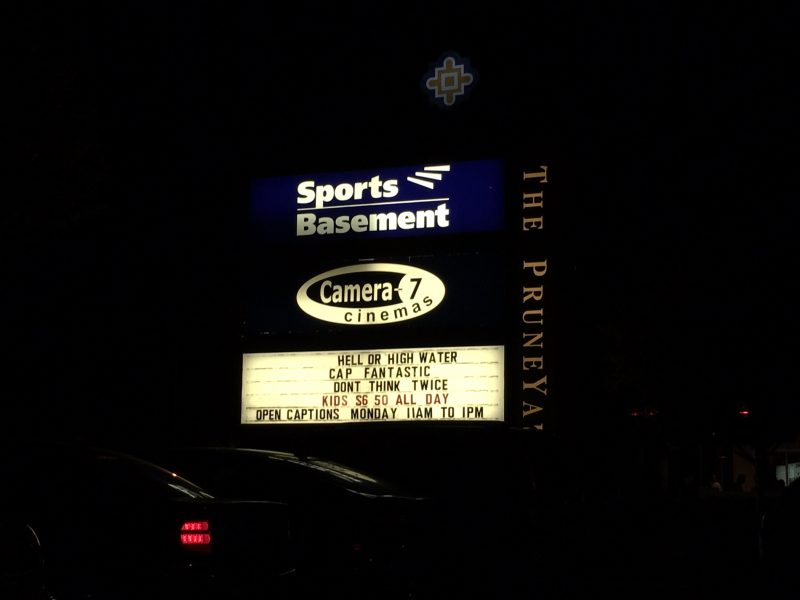 Sports
Basement
Camera 7
cinemas
HELL OR HIGH WATER
CAP FANTASTIC
DONT THINK TWICE
KIDS $6 50 ALL DAY
OPEN CAPTIONS MONDAY 11AM TO 1PM
THE PRUNEYA